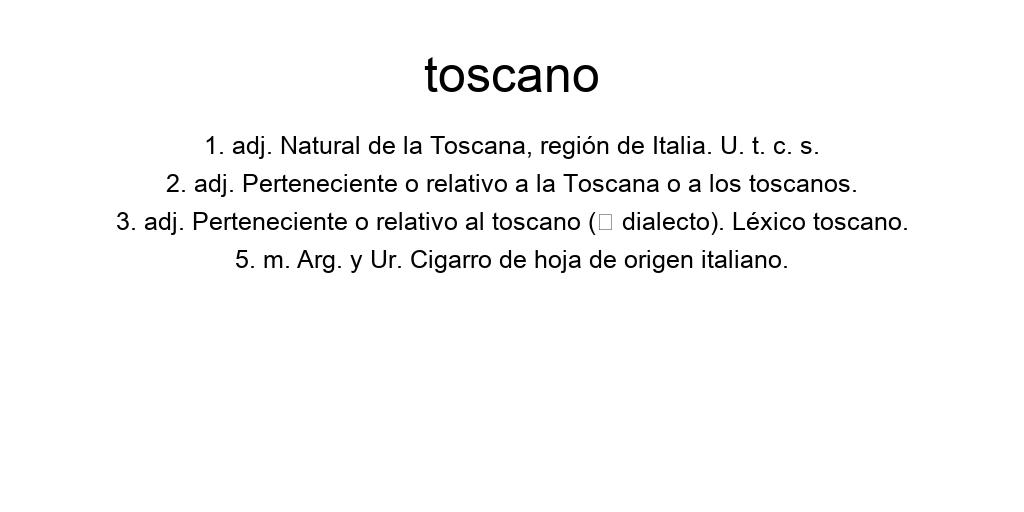 toscano
1. adj. Natural de la Toscana, región de Italia. U. t. c. s.
2. adj. Perteneciente o relativo a la Toscana o a los toscanos.
3. adj. Perteneciente o relativo al toscano (□ dialecto). Léxico toscano.
5. m. Arg. y Ur. Cigarro de hoja de origen italiano.